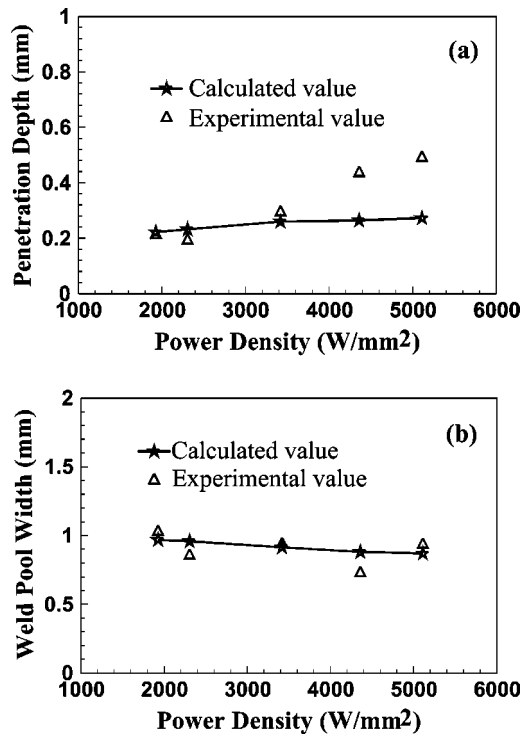 1
(a)
0.8
Calculated value
Experimental value
0.6
0.4
0.2
0
Penetration Depth (mm)
1000 2000 3000 4000 5000 6000
Power Density (W/mm2)
2
(b)
1.5
Calculated value
Experimental value
1
0.5
0
Weld Pool Width (mm)
1000 2000 3000 4000 5000 6000
Power Density (W/mm2)